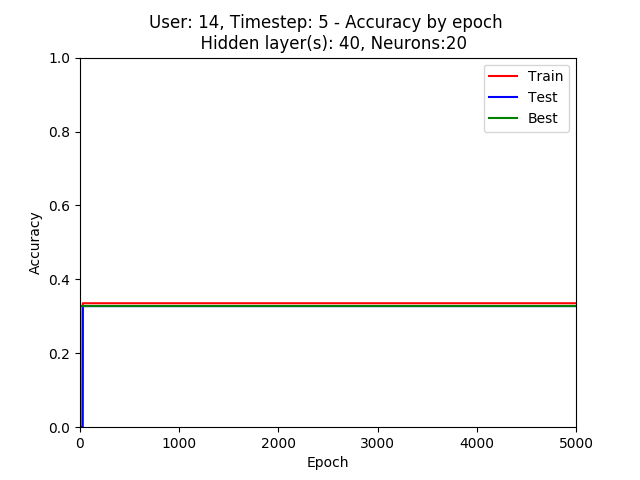 User: 14, Timestep: 5 - Accuracy by epoch
Hidden layer(s): 40, Neurons:20
1.0
0.8
0.6
0.4
0.2
0.0
Accuracy
Train
Test
Best
0 1000 2000 3000 4000 5000
Epoch